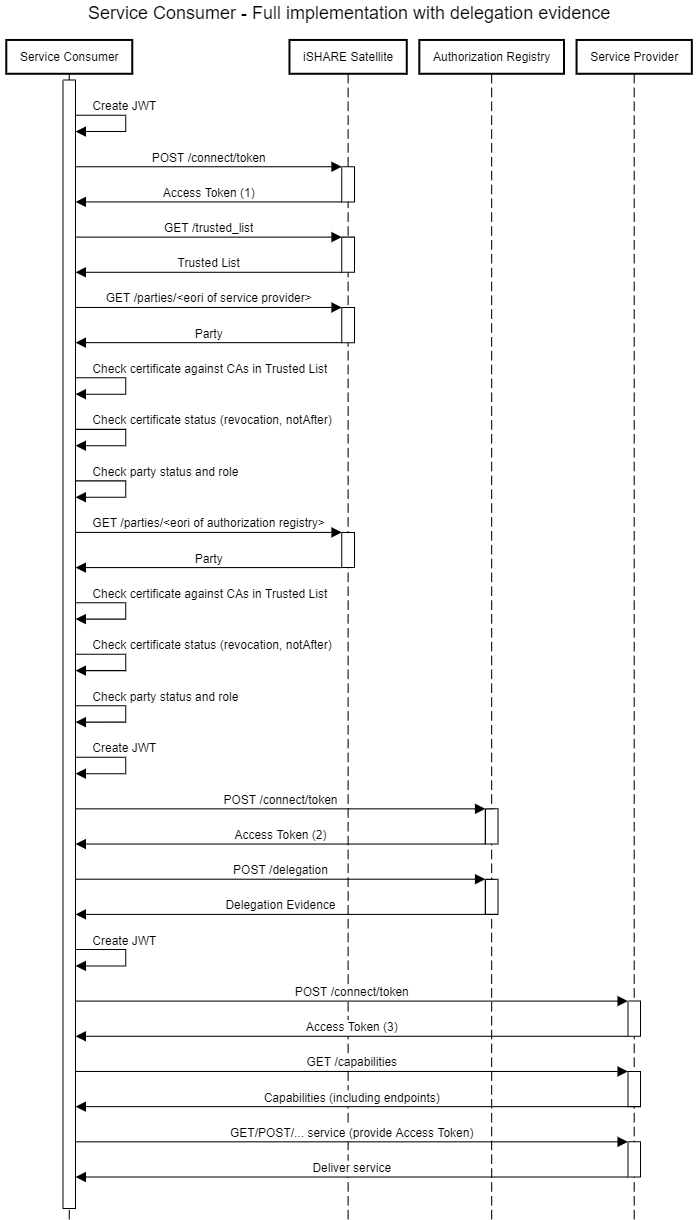 Service Consumer - Full implementation with delegation evidence
Service Consumer
iSHARE Satellite
Authorization Registry
Service Provider
Create JWT
POST /connect/token
Access Token (1)
GET /trusted_list
Trusted List
GET /parties/<eori of service provider>
Party
Check certificate against CAs in Trusted List
Check certificate status (revocation, notAfter)
Check party status and role
GET /parties/<eori of authorization registry>
Party
Check certificate against CAs in Trusted List
Check certificate status (revocation, notAfter)
Check party status and role
Create JWT
POST /connect/token
Access Token (2)
POST /delegation
Delegation Evidence
Create JWT
POST /connect/token
Access Token (3)
GET /capabilities
Capabilities (including endpoints)
GET/POST/... service (provide Access Token)
Deliver service